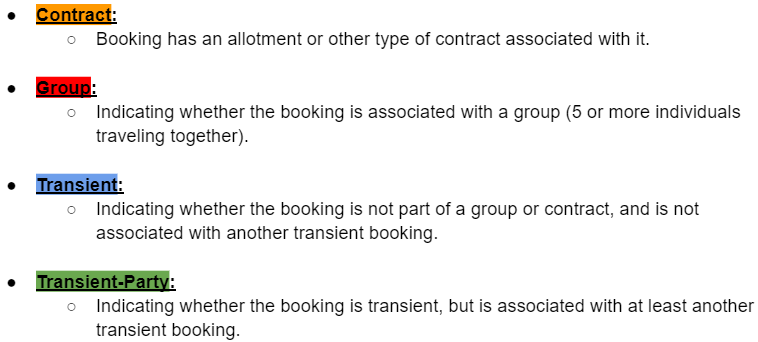 Contract:
Booking has an allotment or other type of contract associated with it.
Group:
Indicating whether the booking is associated with a group (5 or more individuals
traveling together).
Transient:
Indicating whether the booking is not part of a group or contract, and is not
associated with another transient booking.
Transient-Party:
Indicating whether the booking is transient, but is associated with at least another
transient booking.